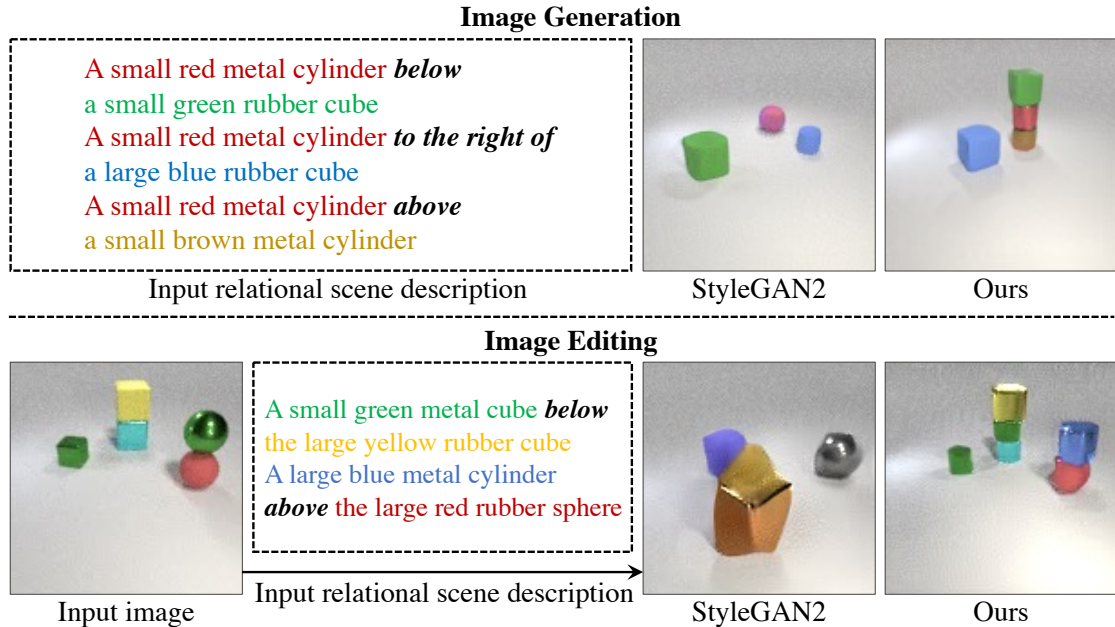 Image Generation
A small red metal cylinder below
a small green rubber cube
A small red metal cylinder to the right of
a large blue rubber cube
A small red metal cylinder above
a small brown metal cylinder
Input relational scene description
StyleGAN2
Ours
Image Editing
A small green metal cube below
the large yellow rubber cube
A large blue metal cylinder
above the large red rubber sphere
Input image
Input relational scene description
StyleGAN2
Ours